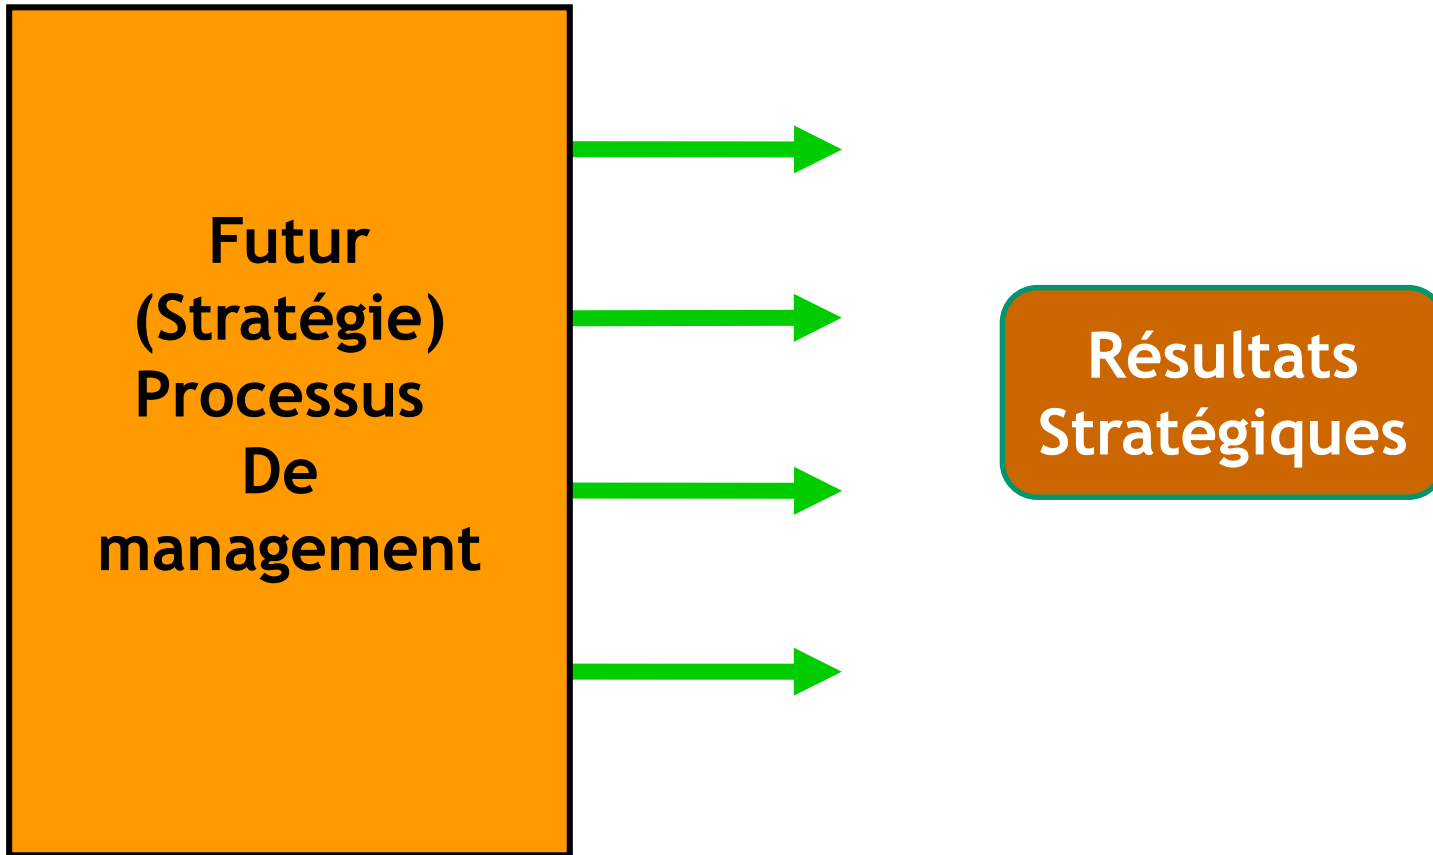 Futur
(Stratégie)
Processus
De
management
Résultats
Stratégiques